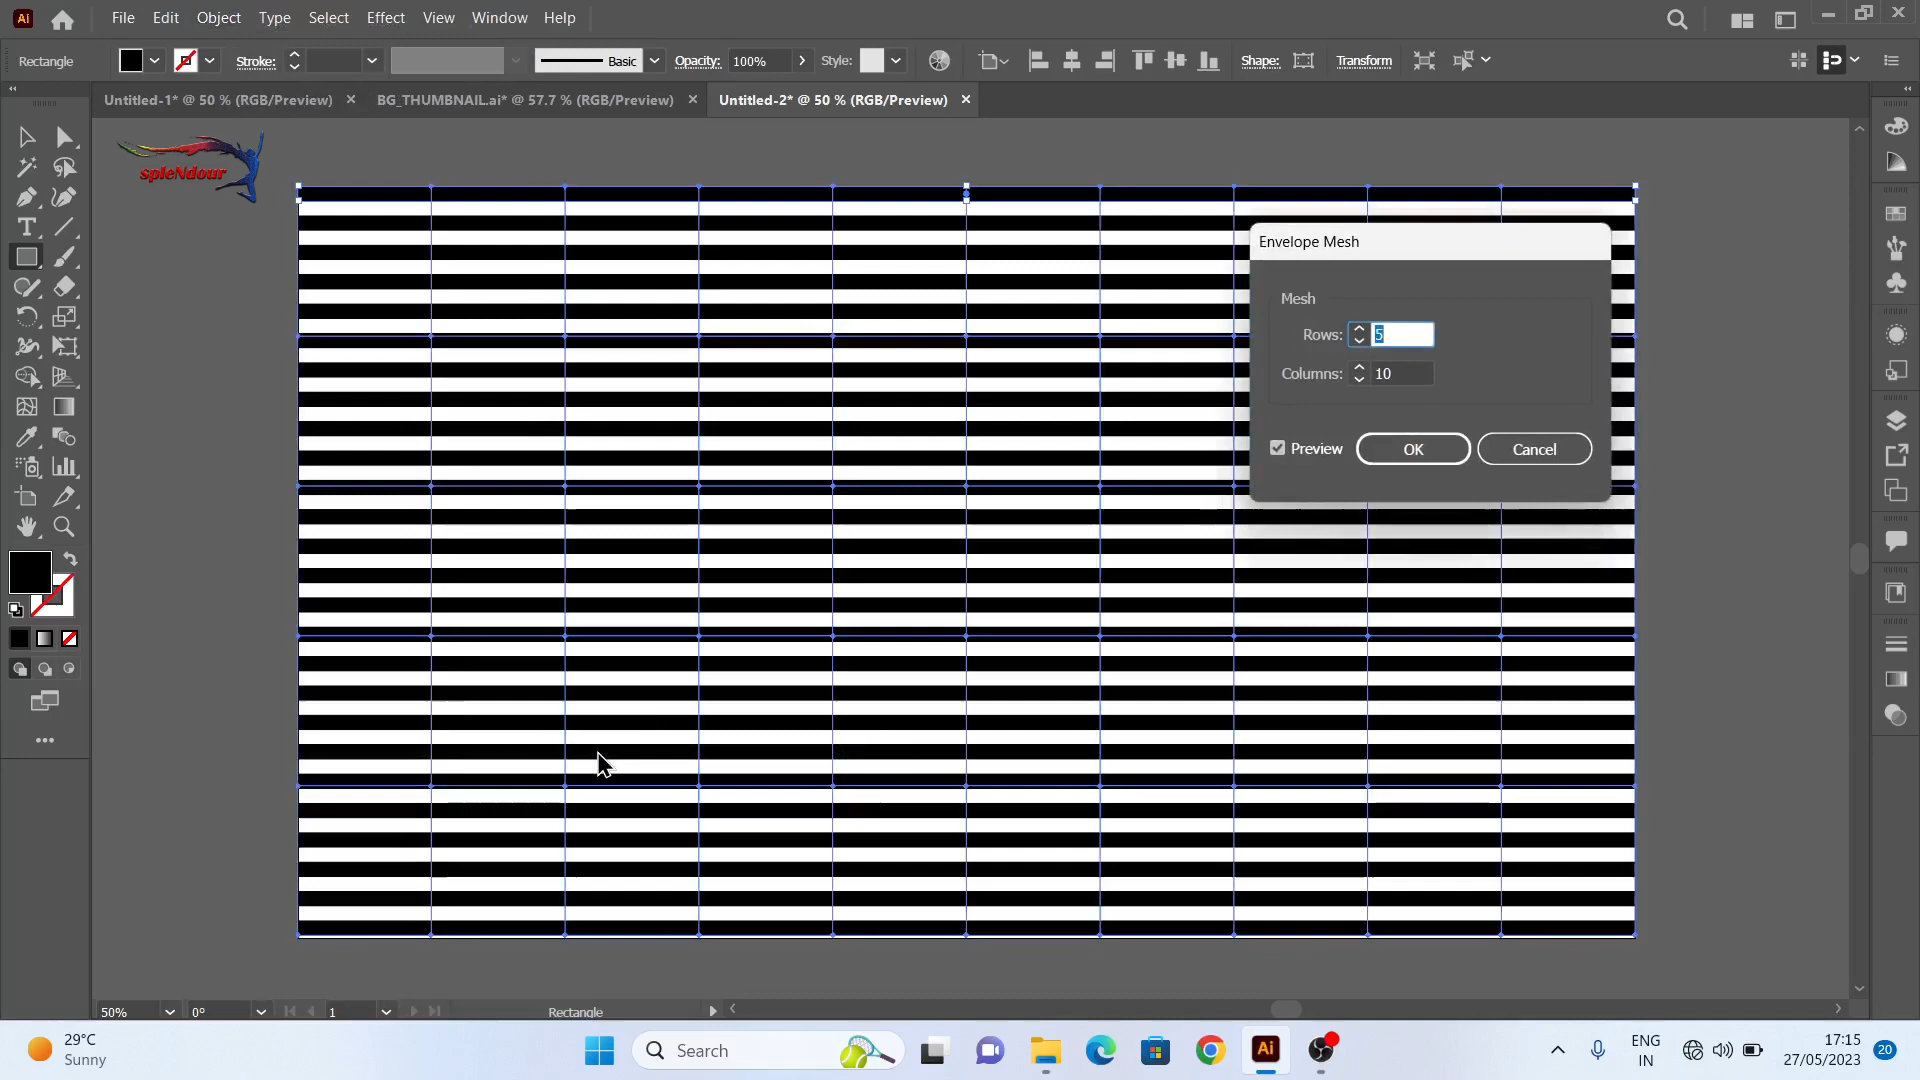 Ai File Edit Object Type Select Effect View Window Help
Rectangle Stroke: Basic Opacity: 100% Style: Shape: Transform
Untitled-1* @ 50 % (RGB/Preview) BG_THUMBNAIL.ai* @ 57.7 % (RGB/Preview) Untitled-2* @ 50 % (RGB/Preview)
spleNdour
Envelope Mesh
Mesh
Rows: 5
Columns: 10
Preview OK Cancel
50% 0° 1 Rectangle
29°C
Sunny
Search
Ai
ENG
IN
17:15
27/05/2023
20